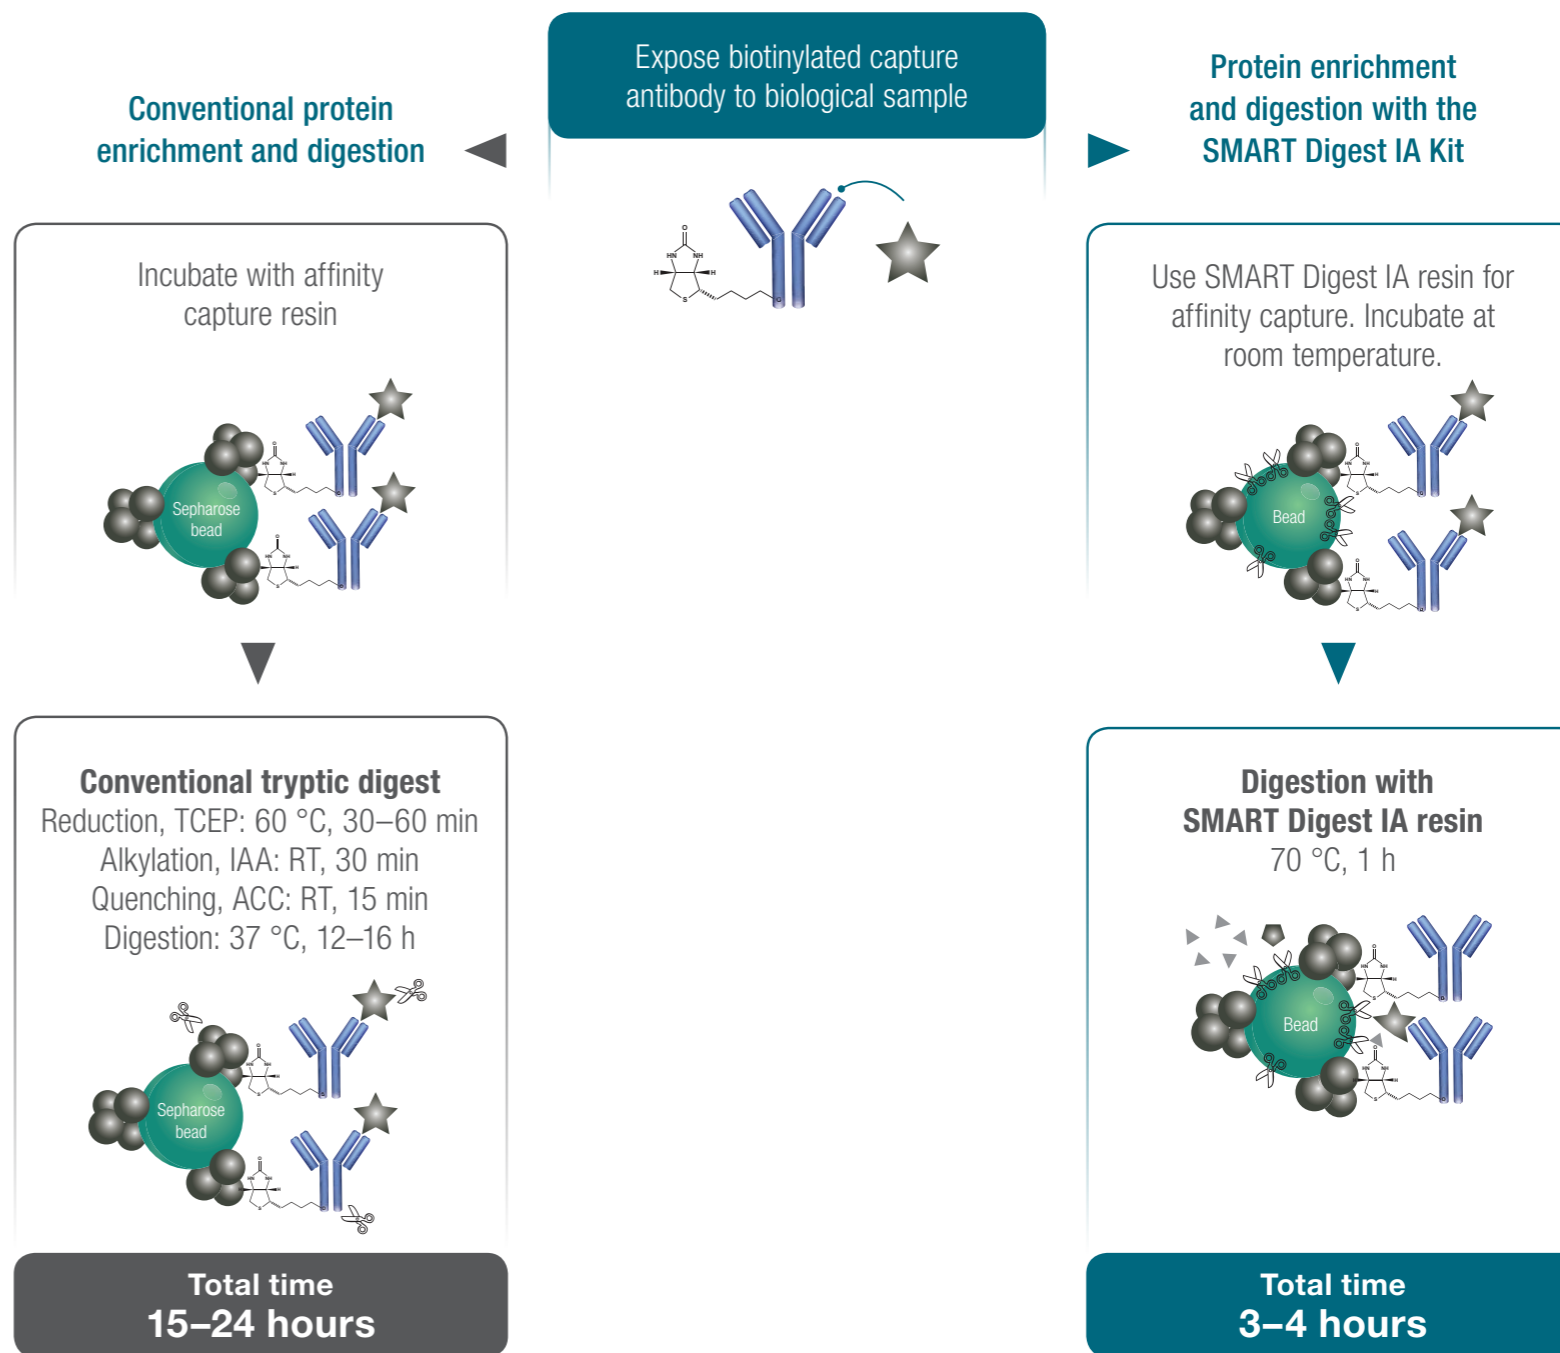 Expose biotinylated capture
antibody to biological sample
Conventional protein
enrichment and digestion
Protein enrichment
and digestion with the
SMART Digest IA Kit
Incubate with affinity
capture resin
Sepharose
bead
Use SMART Digest IA resin for
affinity capture. Incubate at
room temperature.
Bead
Conventional tryptic digest
Reduction, TCEP: 60 °C, 30–60 min
Alkylation, IAA: RT, 30 min
Quenching, ACC: RT, 15 min
Digestion: 37 °C, 12–16 h
Sepharose
bead
Total time
15–24 hours
Digestion with
SMART Digest IA resin
70 °C, 1 h
Bead
Total time
3–4 hours